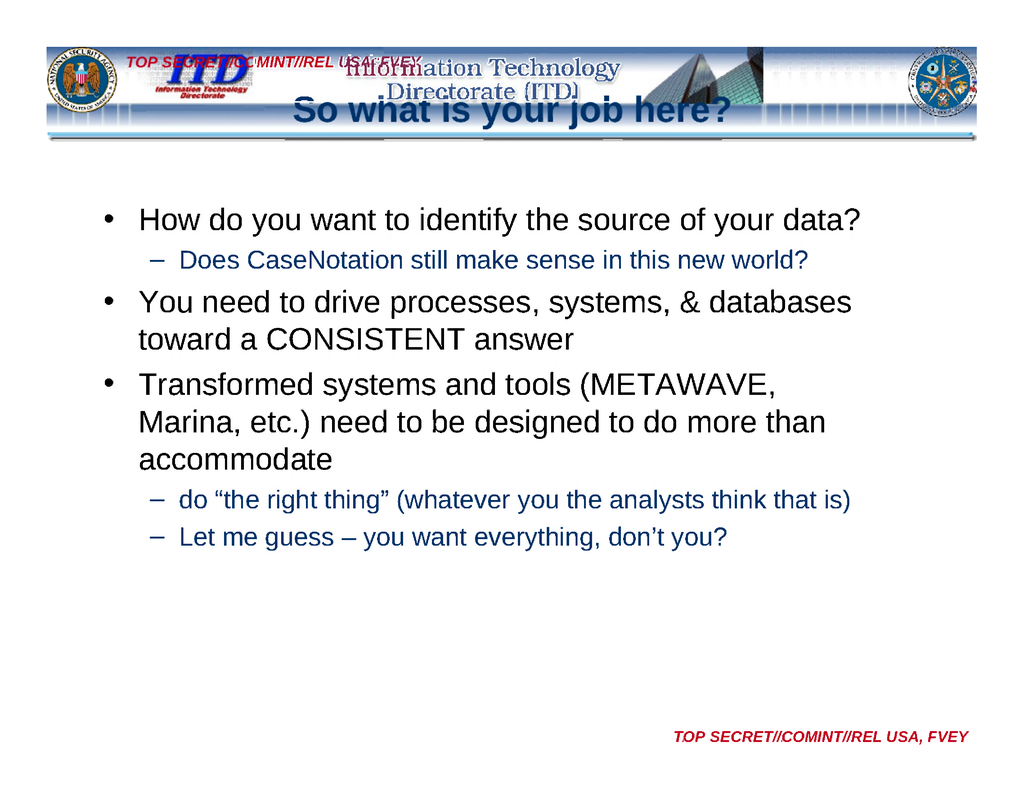 TOP SECRET//COMINT//REL USA, FVEY
ITD
Information Technology
Directorate
Information Technology
Directorate (ITD)
So what is your job here?
• How do you want to identify the source of your data?
– Does CaseNotation still make sense in this new world?
• You need to drive processes, systems, & databases
toward a CONSISTENT answer
• Transformed systems and tools (METAWAVE,
Marina, etc.) need to be designed to do more than
accommodate
– do “the right thing” (whatever you the analysts think that is)
– Let me guess – you want everything, don’t you?
TOP SECRET//COMINT//REL USA, FVEY